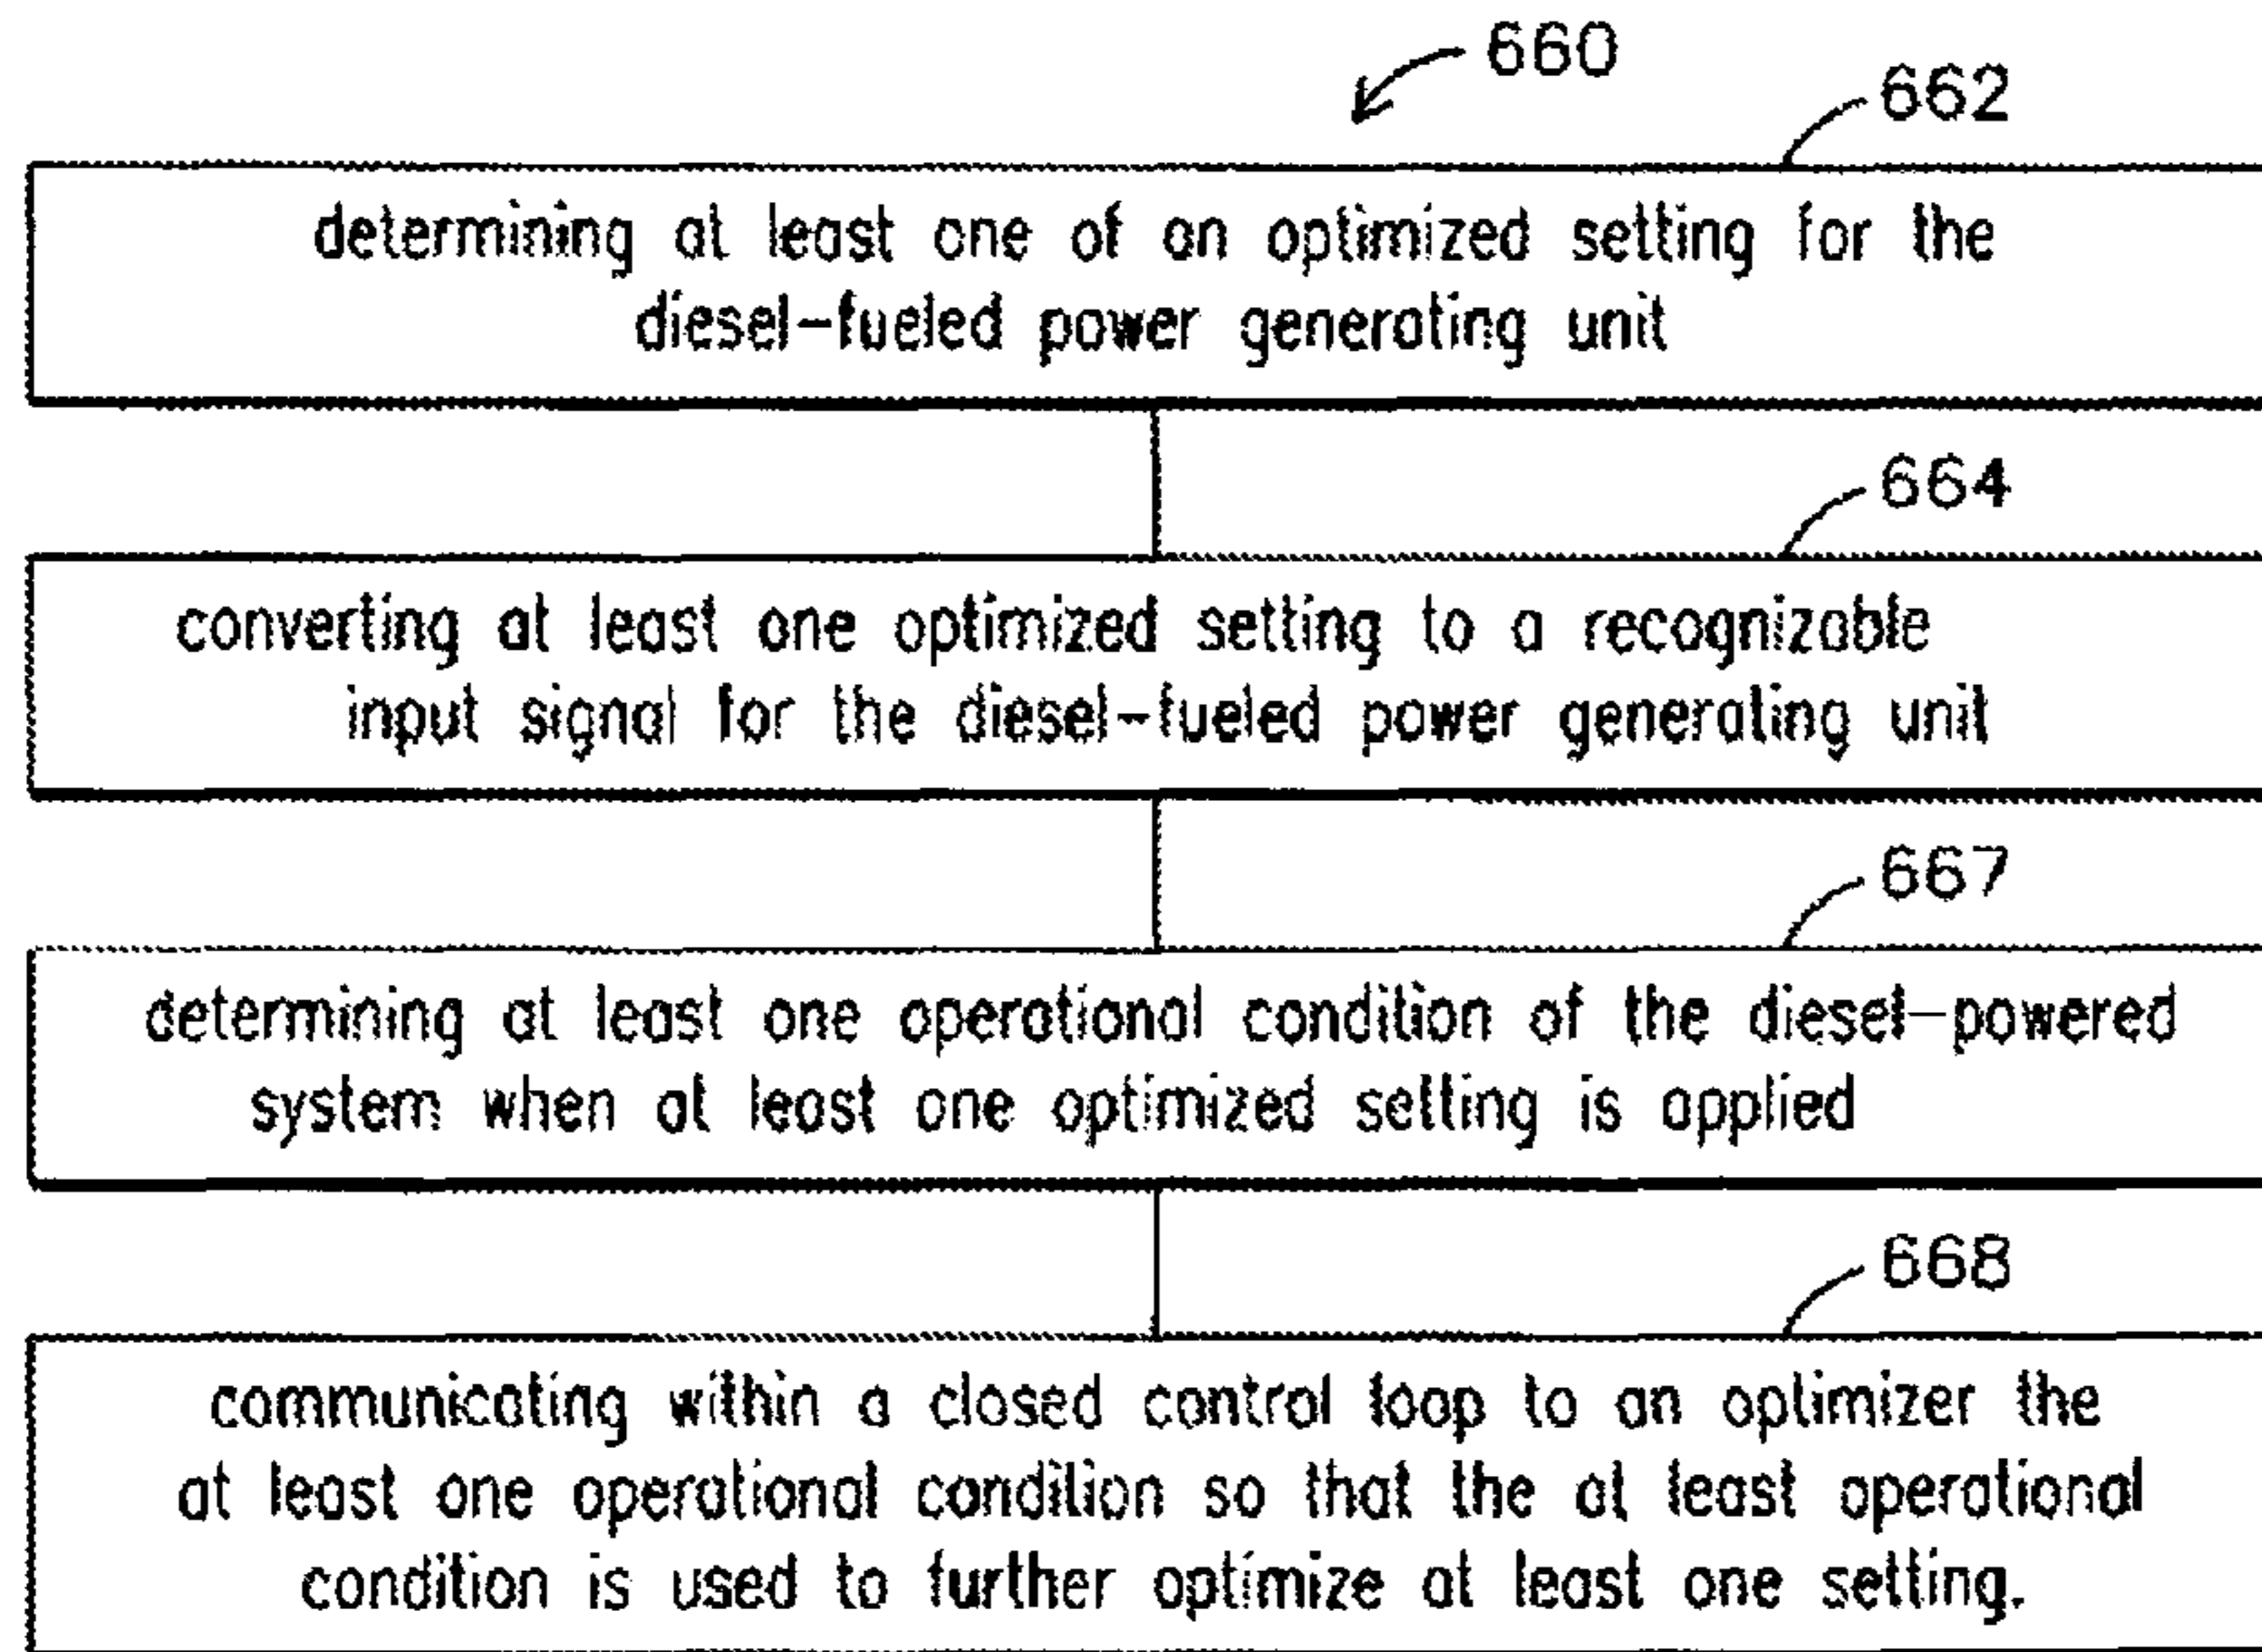 660
662
determining at least one of an optimized setting for the
diesel-fueled power generating unit
664
converting at least one optimized setting to a recognizable
input signal for the diesel-fueled power generating unit
667
determining at least one operational condition of the diesel-powered
system when at least one optimized setting is applied
668
communicating within a closed control loop to an optimizer the
at least one operational condition so that the at least operational
condition is used to further optimize at least one setting.